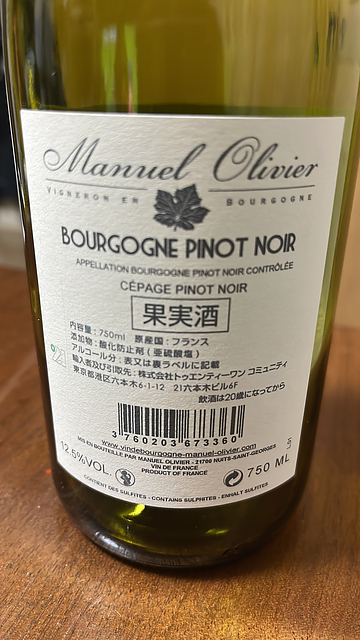 Manuel Olivier
VIGNERON EN BOURGOGNE
BOURGOGNE PINOT NOIR
APPELLATION BOURGOGNE PINOT NOIR CONTRÔLÉE
CÉPAGE PINOT NOIR
果実酒
内容量：750ml 原産国：フランス
添加物：酸化防止剤（亜硫酸塩）
アルコール分：表又は裏ラベルに記載
輸入者及び引取先：株式会社トゥエンティーワン コミュニティ
東京都港区六本木6-1-12 21六本木ビル6F
飲酒は20歳になってから
3 760203 673360
www.vindebourgogne-manuel-olivier.com
MIS EN BOUTEILLE PAR MANUEL OLIVIER - 21700 NUITS-SAINT-GEORGES
VIN DE FRANCE
PRODUCT OF FRANCE
12.5%VOL. 750 ML
CONTIENT DES SULFITES - CONTAINS SULPHITES - ENHALT SULFITES